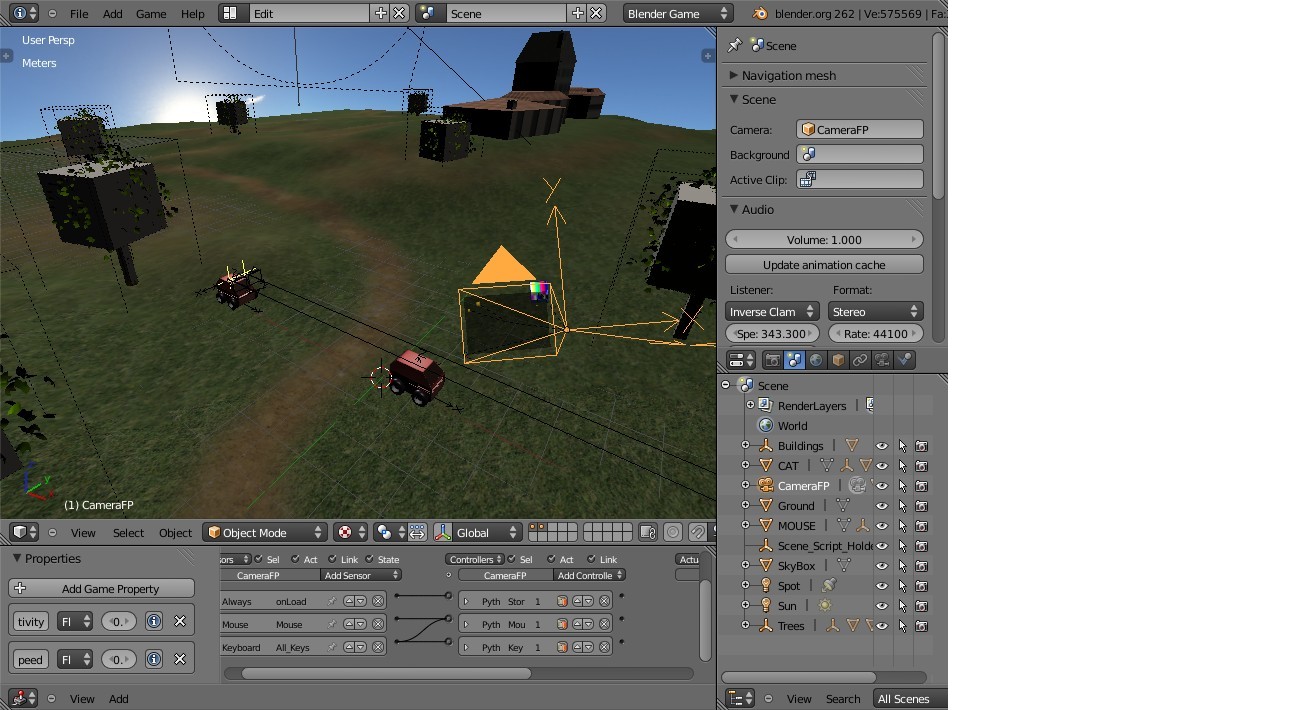 File Add Game Help Edit Scene Blender Game blender.org 262 | Ve:575569 | Fa:
User Persp
Meters
y
y
(1) CameraFP
View Select Object Object Mode Global
Scene
Navigation mesh
Scene
Camera: CameraFP
Background
Active Clip:
Audio
Volume: 1.000
Update animation cache
Listener: Format:
Inverse Clam Stereo
Spe: 343.300 Rate: 44100
Scene
RenderLayers |
World
Buildings |
CAT |
CameraFP |
Ground |
MOUSE |
Scene_Script_Holde
SkyBox |
Spot |
Sun |
Trees |
View Search All Scenes
Properties
Add Game Property
tivity Fl 0.
peed Fl 0.
View Add
sors Sel Act Link State Controllers Sel Act Link Actu
CameraFP Add Sensor CameraFP Add Controlle
Always onLoad Pyth Stor 1
Mouse Mouse Pyth Mou 1
Keyboard All_Keys Pyth Key 1